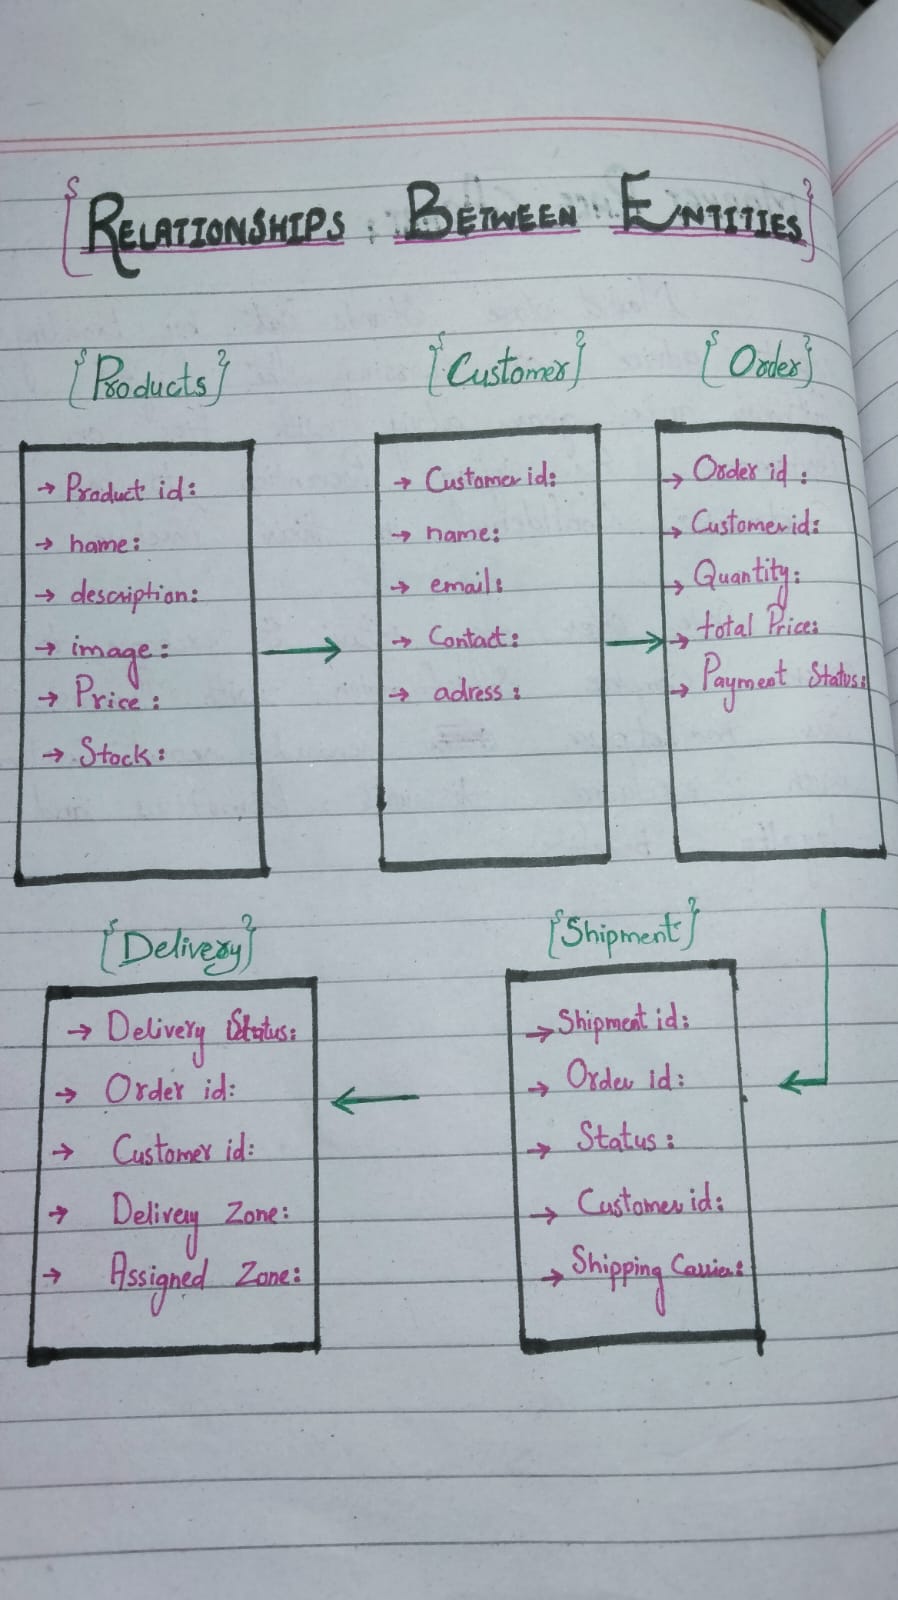 {RELATIONSHIPS BETWEEN ENTITIES}
{Products}
→ Product id:
→ name:
→ description:
→ image:
→ Price:
→ Stock:
{Customer}
→ Customer id:
→ name:
→ email:
→ Contact:
→ adress:
{Order}
→ Order id:
→ Customer id:
→ Quantity:
→ total Price:
→ Payment Status:
{Delivery}
→ Delivery Status:
→ Order id:
→ Customer id:
→ Delivery Zone:
→ Assigned Zone:
{Shipment}
→ Shipment id:
→ Order id:
→ Status:
→ Customer id:
→ Shipping Carrier: